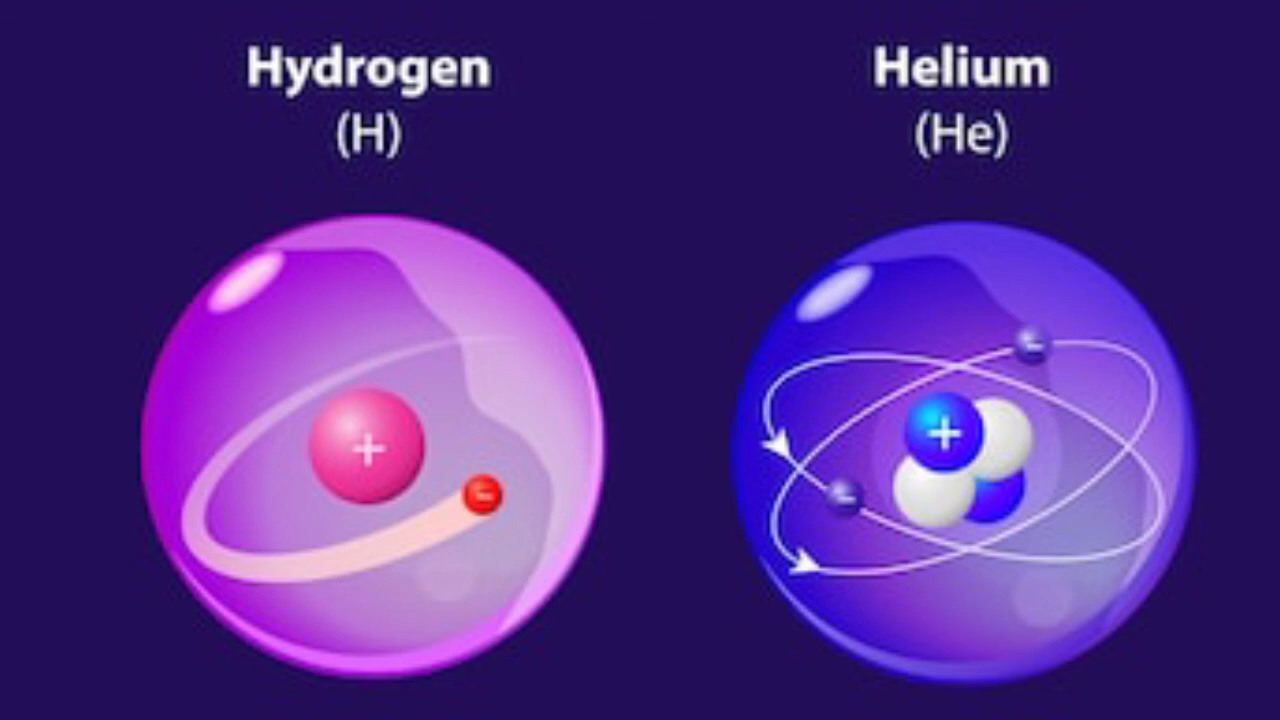 Hydrogen
(H)
Helium
(He)
+
-
+
-
-